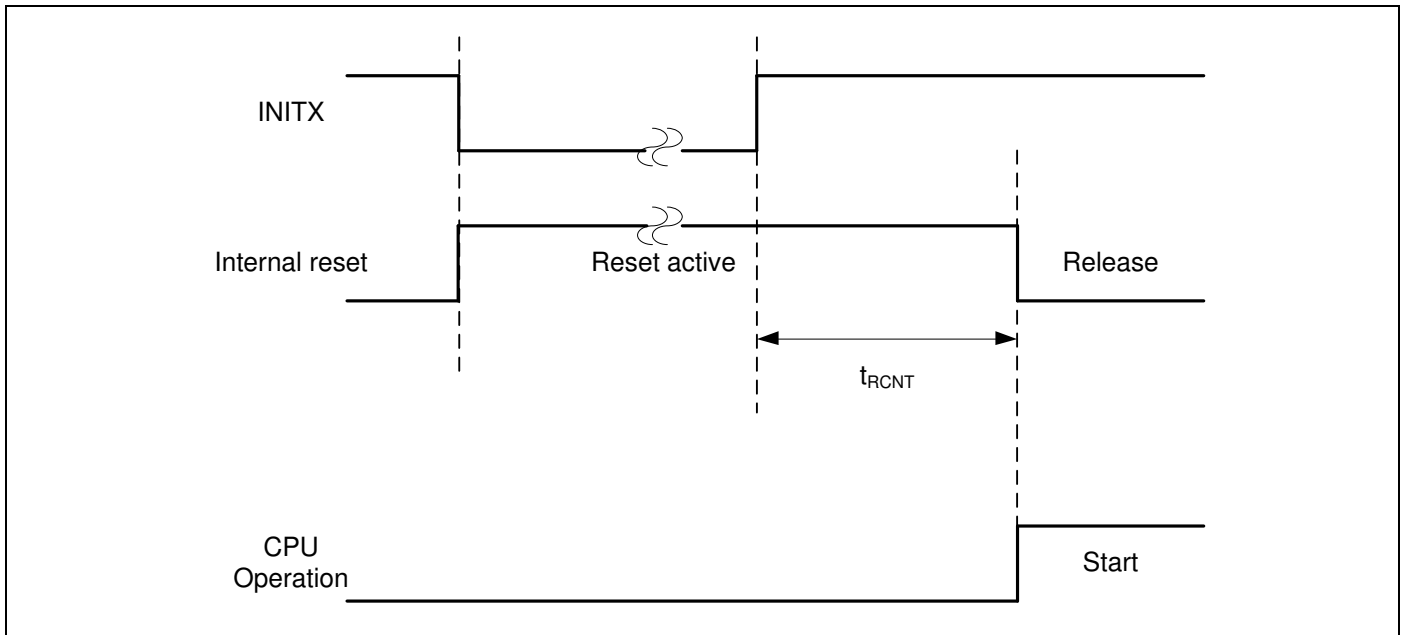 INITX
Internal reset
Reset active
Release
tRCNT
CPU
Operation
Start